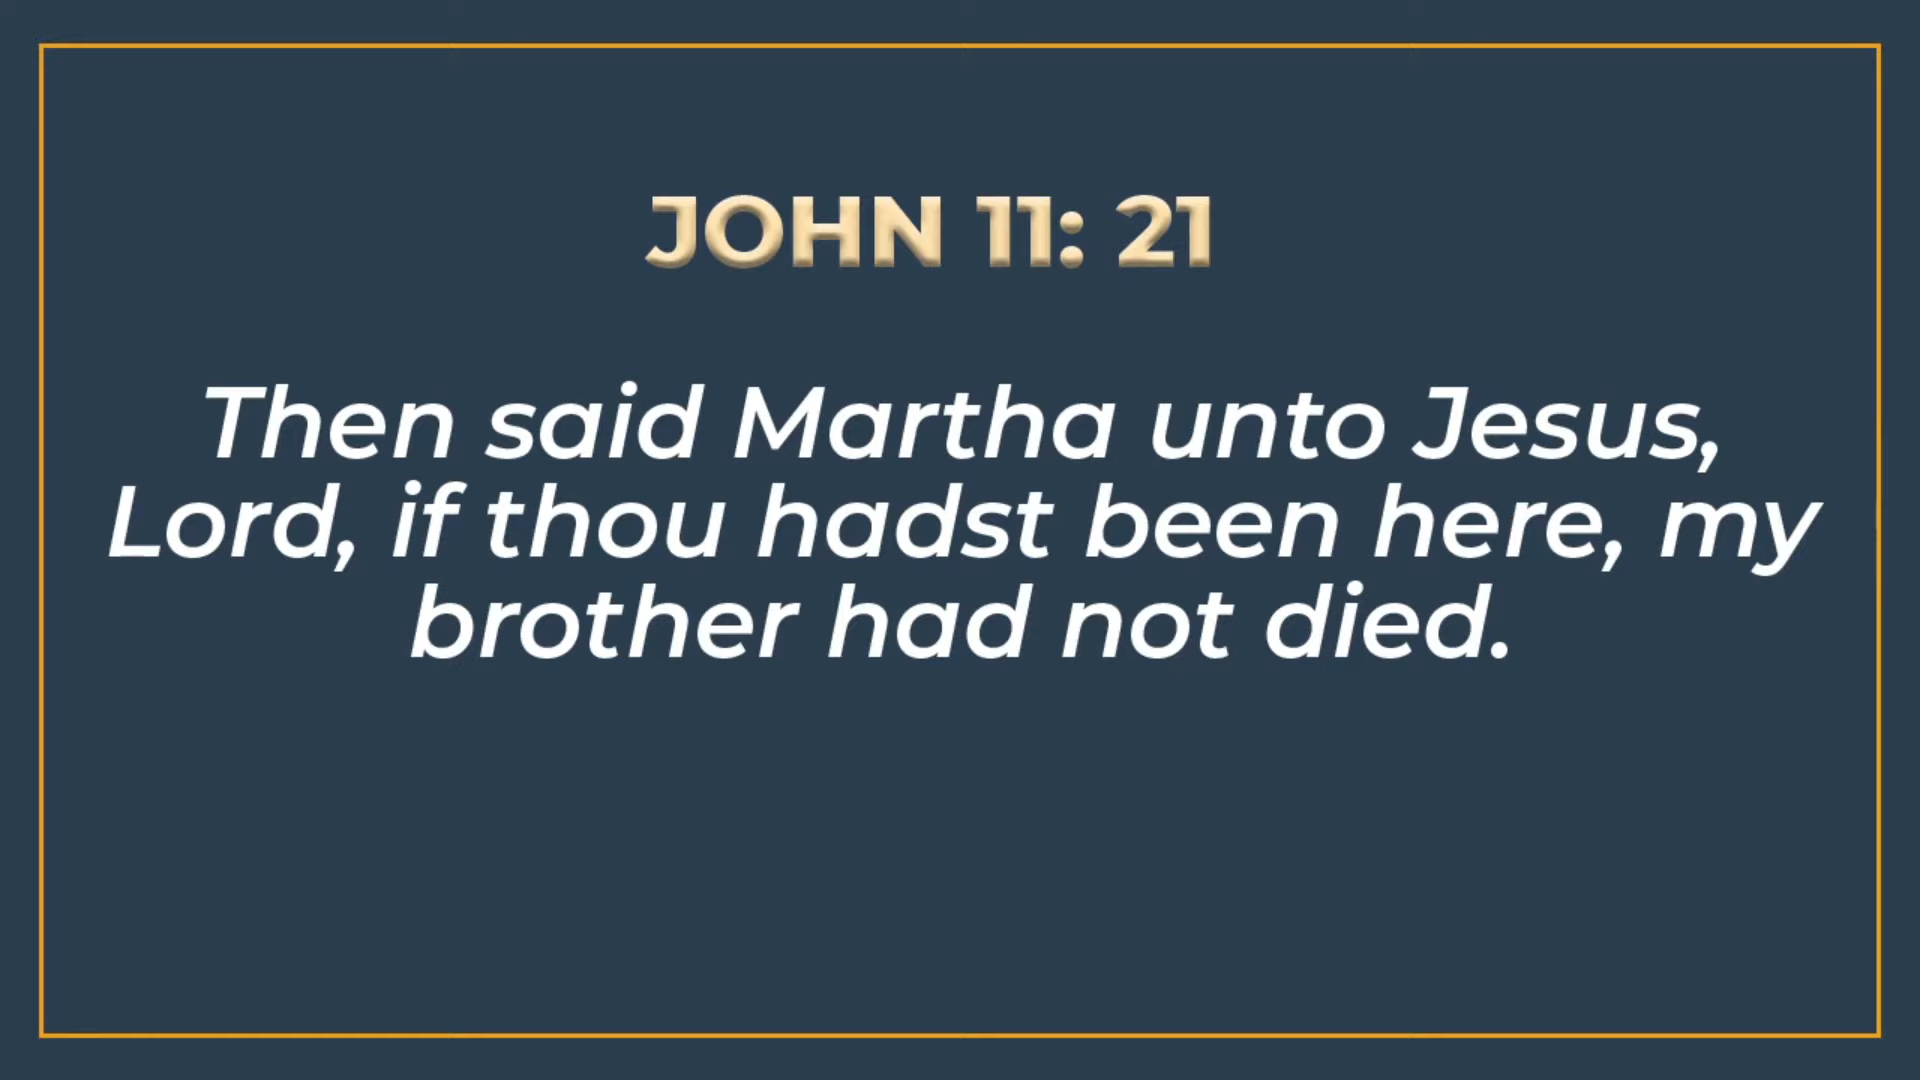 JOHN 11: 21
Then said Martha unto Jesus,
Lord, if thou hadst been here, my
brother had not died.